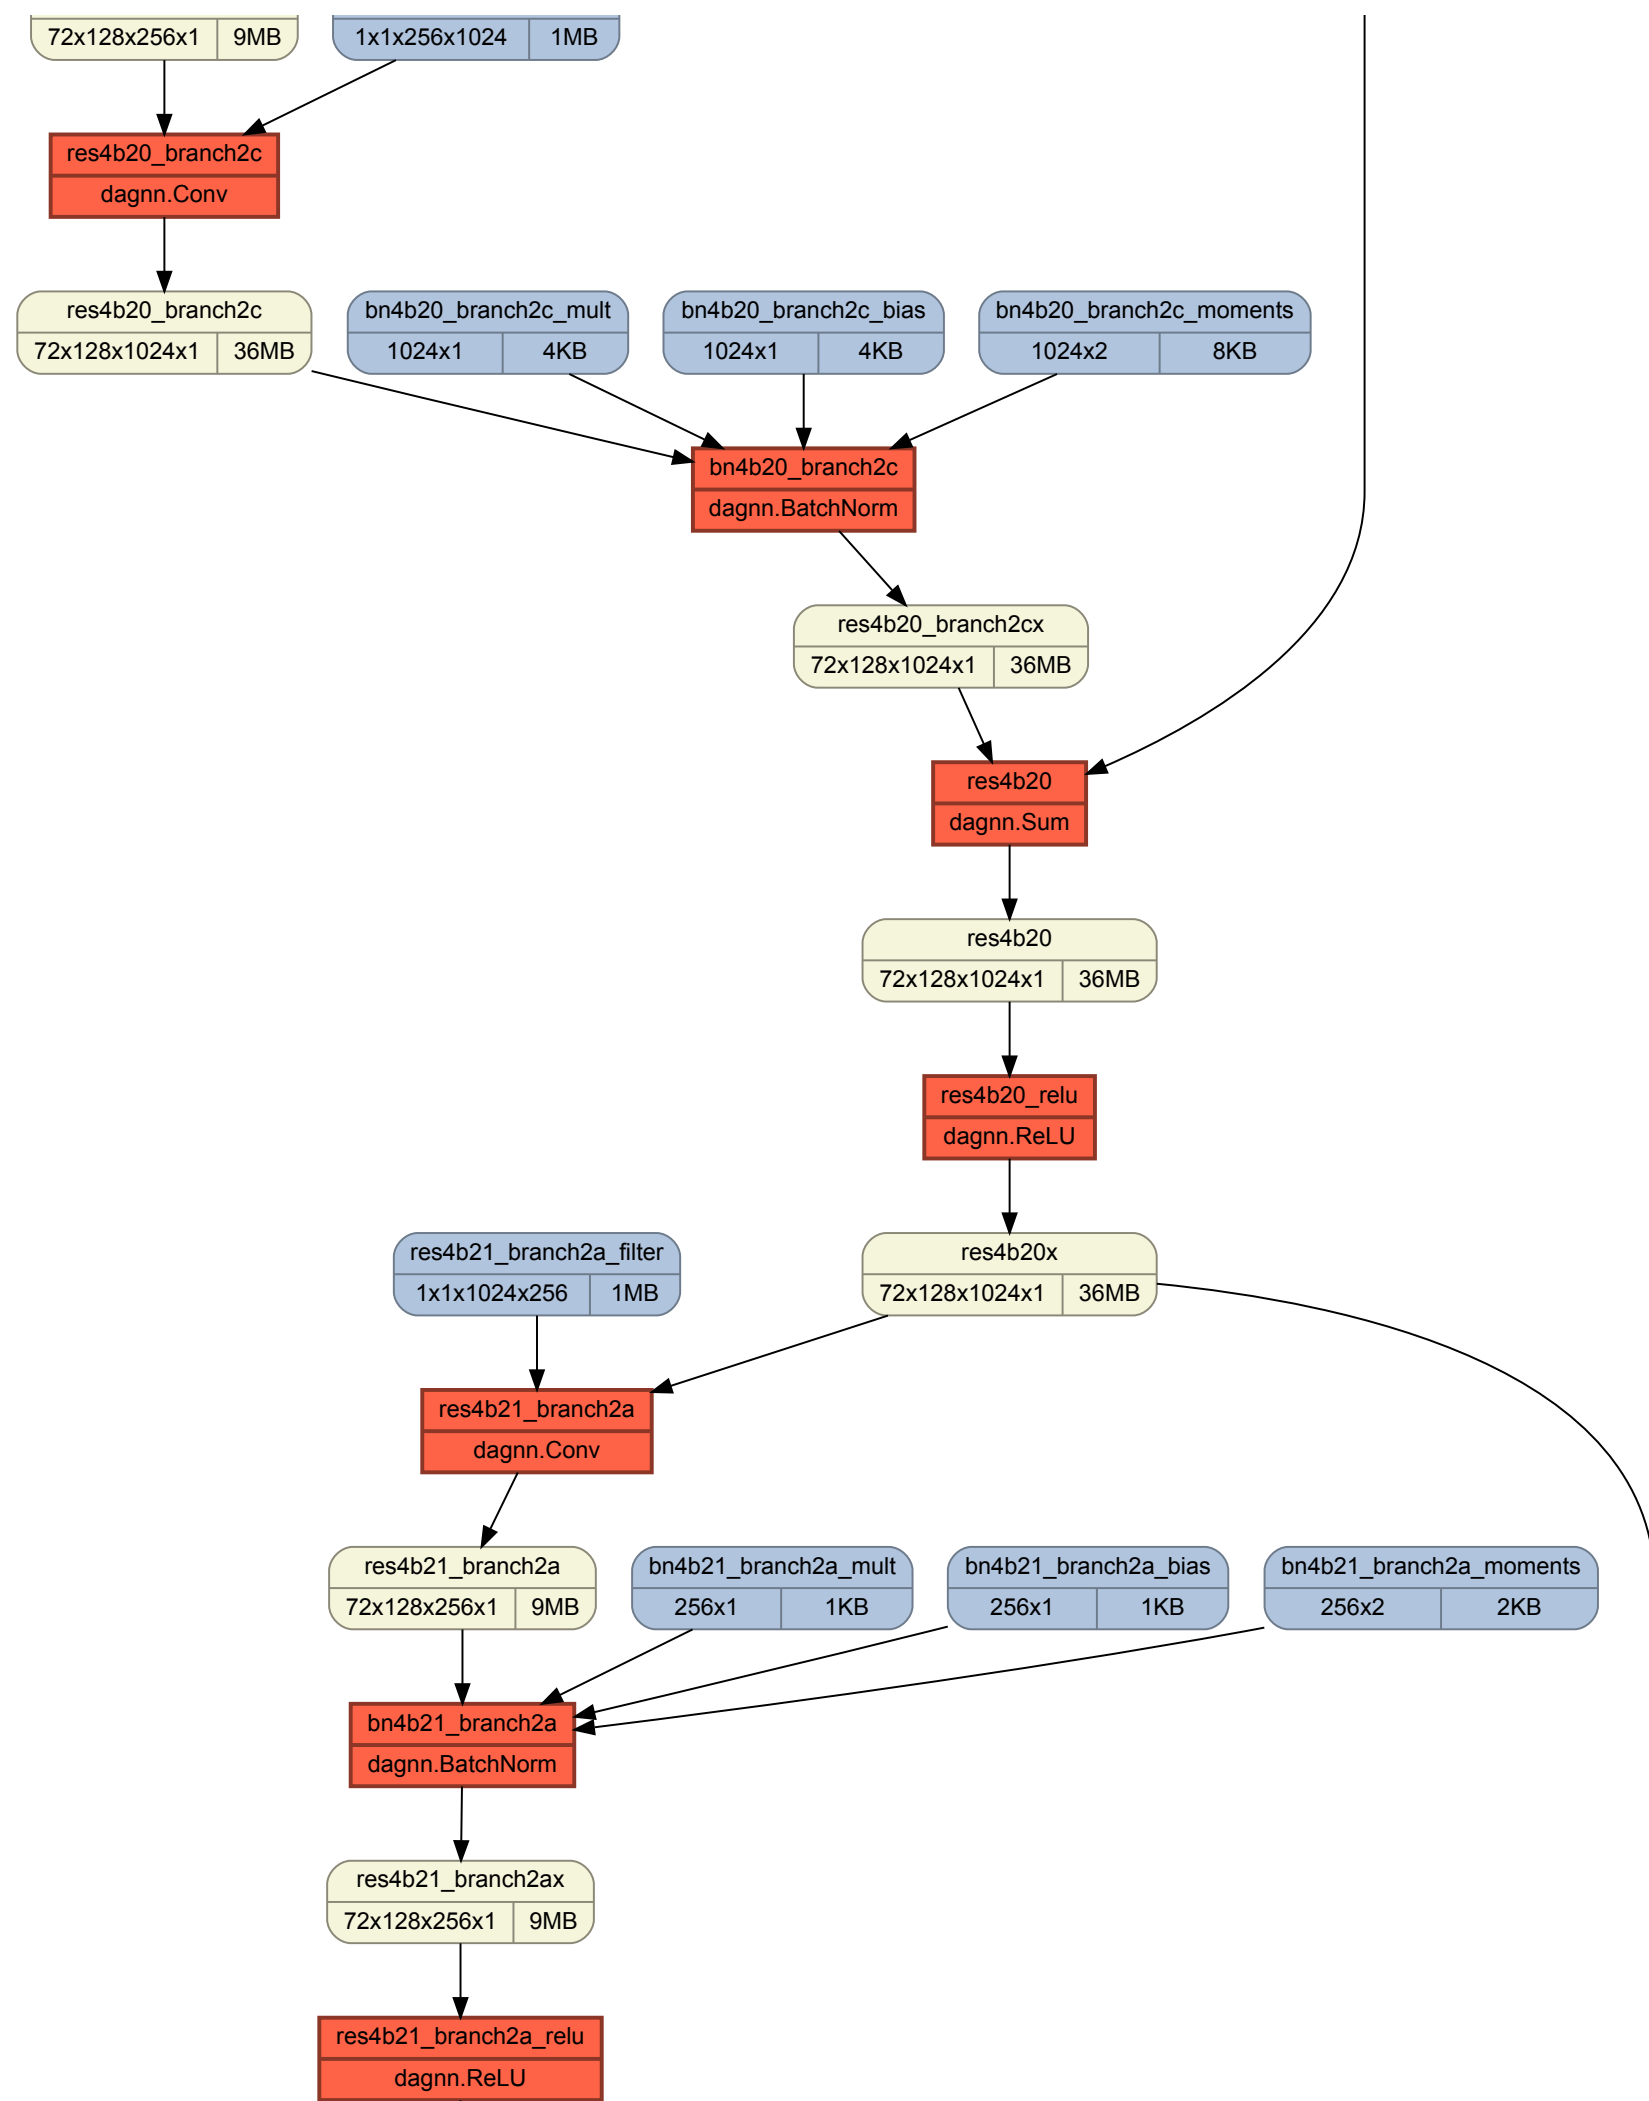 72x128x256x1 9MB
1x1x256x1024 1MB
res4b20_branch2c
dagnn.Conv
res4b20_branch2c
72x128x1024x1 36MB
bn4b20_branch2c_mult
1024x1 4KB
bn4b20_branch2c_bias
1024x1 4KB
bn4b20_branch2c_moments
1024x2 8KB
bn4b20_branch2c
dagnn.BatchNorm
res4b20_branch2cx
72x128x1024x1 36MB
res4b20
dagnn.Sum
res4b20
72x128x1024x1 36MB
res4b20_relu
dagnn.ReLU
res4b21_branch2a_filter
1x1x1024x256 1MB
res4b20x
72x128x1024x1 36MB
res4b21_branch2a
dagnn.Conv
res4b21_branch2a
72x128x256x1 9MB
bn4b21_branch2a_mult
256x1 1KB
bn4b21_branch2a_bias
256x1 1KB
bn4b21_branch2a_moments
256x2 2KB
bn4b21_branch2a
dagnn.BatchNorm
res4b21_branch2ax
72x128x256x1 9MB
res4b21_branch2a_relu
dagnn.ReLU